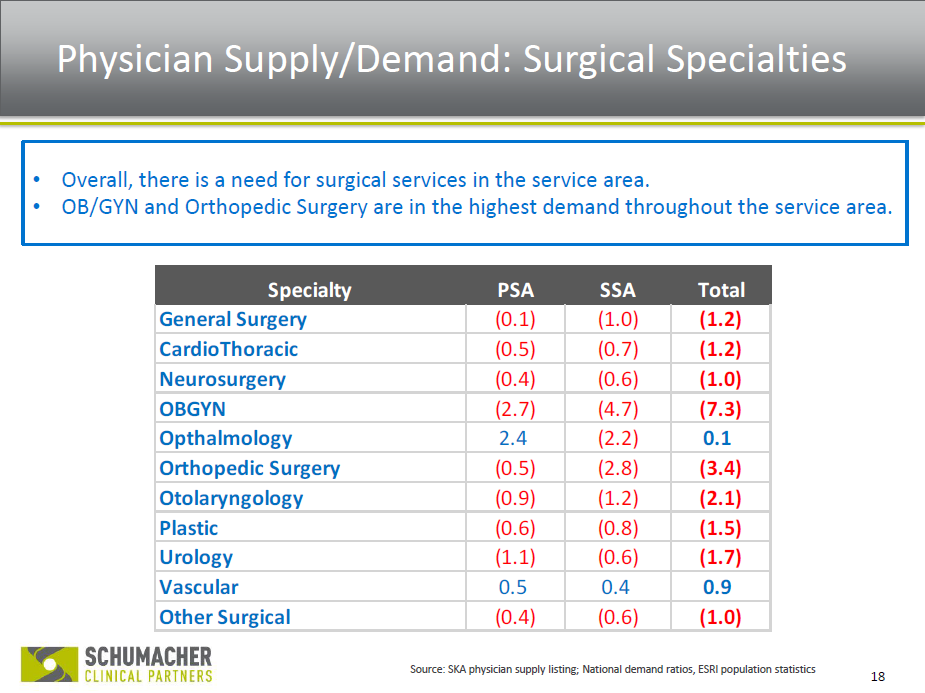 Physician Supply/Demand: Surgical Specialties
• Overall, there is a need for surgical services in the service area.
• OB/GYN and Orthopedic Surgery are in the highest demand throughout the service area.
Specialty PSA SSA Total
General Surgery (0.1) (1.0) (1.2)
CardioThoracic (0.5) (0.7) (1.2)
Neurosurgery (0.4) (0.6) (1.0)
OBGYN (2.7) (4.7) (7.3)
Opthalmology 2.4 (2.2) 0.1
Orthopedic Surgery (0.5) (2.8) (3.4)
Otolaryngology (0.9) (1.2) (2.1)
Plastic (0.6) (0.8) (1.5)
Urology (1.1) (0.6) (1.7)
Vascular 0.5 0.4 0.9
Other Surgical (0.4) (0.6) (1.0)
SCHUMACHER
CLINICAL PARTNERS
Source: SKA physician supply listing; National demand ratios, ESRI population statistics
18